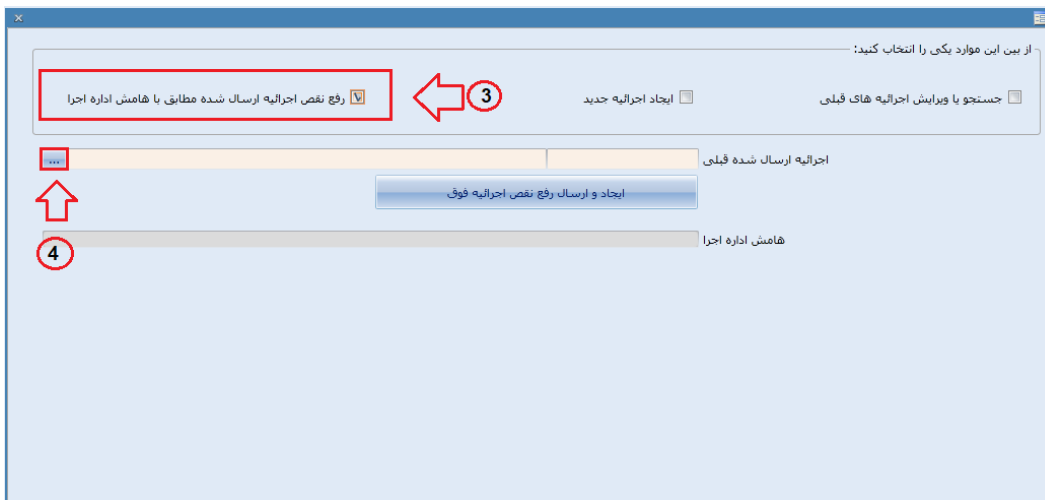 از بین این موارد یکی را انتخاب کنید:
جستجو یا ویرایش اجرائیه های قبلی
ایجاد اجرائیه جدید
3
رفع نقص اجرائیه ارسال شده مطابق با هامش اداره اجرا
اجرائیه ارسال شده قبلی
...
ایجاد و ارسال رفع نقص اجرائیه فوق
هامش اداره اجرا
4